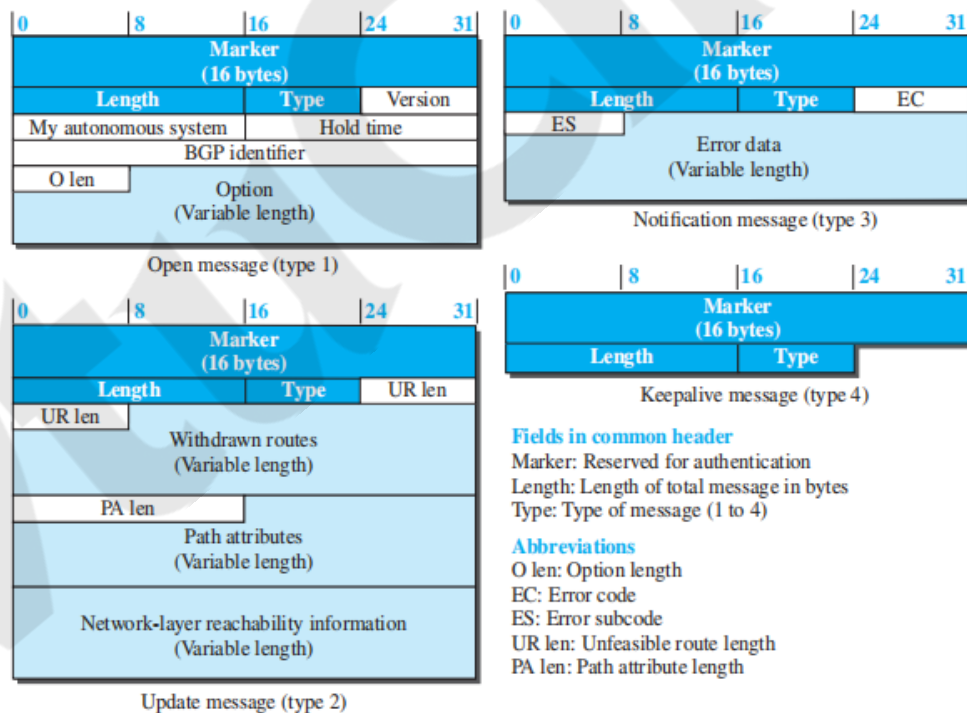 0 8 16 24 31
Marker
(16 bytes)
Length Type Version
My autonomous system Hold time
BGP identifier
O len
Option
(Variable length)
Open message (type 1)
0 8 16 24 31
Marker
(16 bytes)
Length Type UR len
UR len
Withdrawn routes
(Variable length)
PA len
Path attributes
(Variable length)
Network-layer reachability information
(Variable length)
Update message (type 2)
0 8 16 24 31
Marker
(16 bytes)
Length Type EC
ES
Error data
(Variable length)
Notification message (type 3)
0 8 16 24 31
Marker
(16 bytes)
Length Type
Keepalive message (type 4)
Fields in common header
Marker: Reserved for authentication
Length: Length of total message in bytes
Type: Type of message (1 to 4)
Abbreviations
O len: Option length
EC: Error code
ES: Error subcode
UR len: Unfeasible route length
PA len: Path attribute length